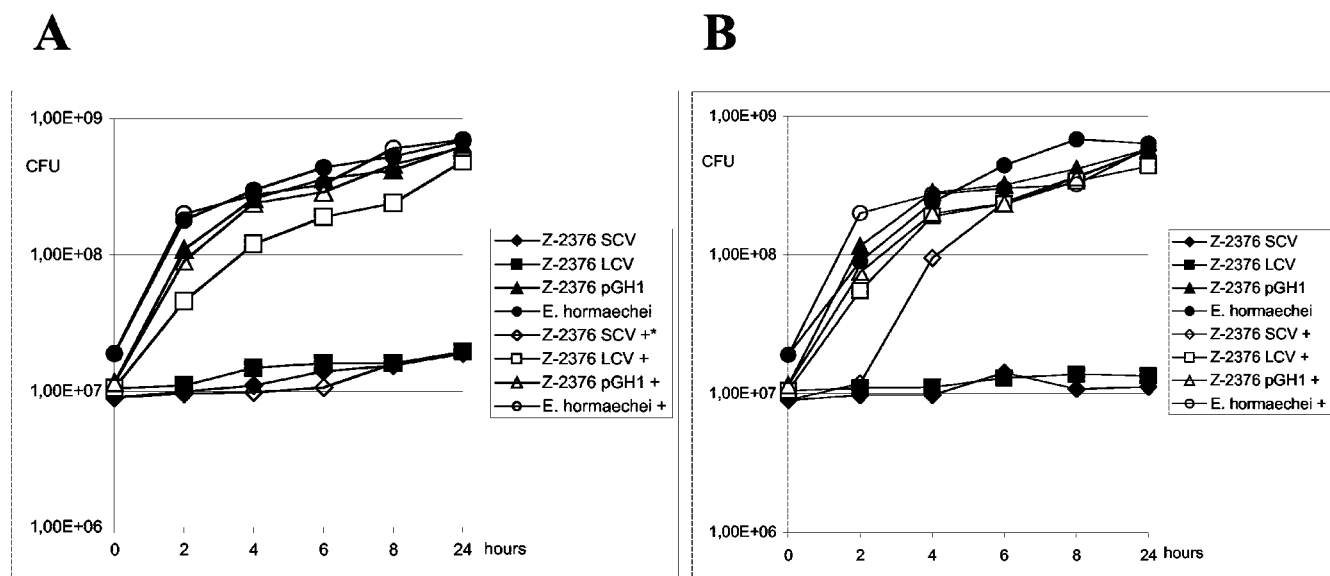 A
1,00E+09
CFU
1,00E+08
1,00E+07
1,00E+06
0 2 4 6 8 24 hours
Z-2376 SCV
Z-2376 LCV
Z-2376 pGH1
E. hormaechei
Z-2376 SCV +*
Z-2376 LCV +
Z-2376 pGH1 +
E. hormaechei +
B
1,00E+09
CFU
1,00E+08
1,00E+07
1,00E+06
0 2 4 6 8 24 hours
Z-2376 SCV
Z-2376 LCV
Z-2376 pGH1
E. hormaechei
Z-2376 SCV +
Z-2376 LCV +
Z-2376 pGH1 +
E. hormaechei +